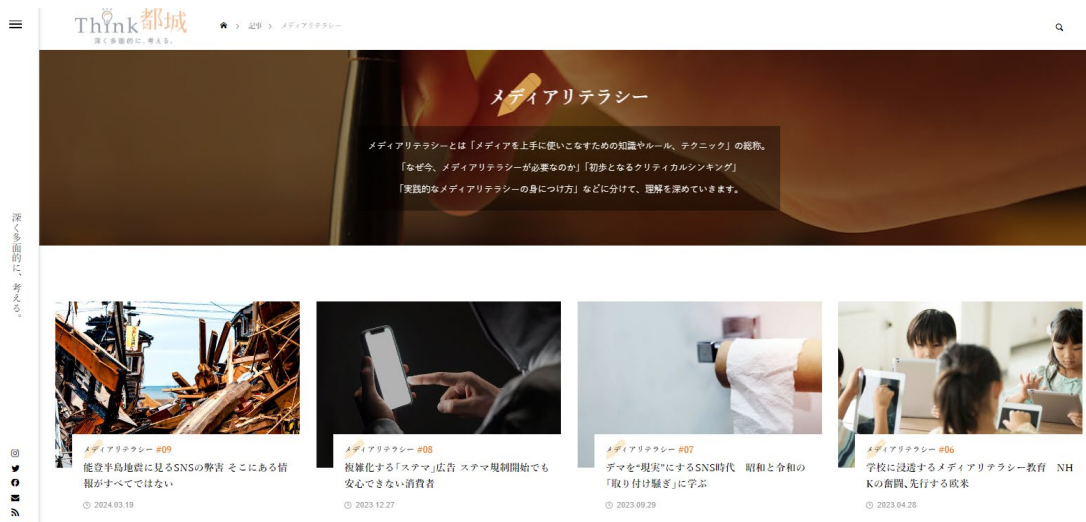 Think都城
深く多面的に、考える。
記事
メディアリテラシー
メディアリテラシー
メディアリテラシーとは「メディアを上手に使いこなすための知識やルール、テクニック」の総称。
「なぜ今、メディアリテラシーが必要なのか」「初歩となるクリティカルシンキング」
「実践的なメディアリテラシーの身につけ方」などに分けて、理解を深めていきます。
深く多面的に、考える。
メディアリテラシー #09
能登半島地震に見るSNSの弊害 そこにある情
報がすべてではない
2024.03.19
メディアリテラシー #08
複雑化する「ステマ」広告 ステマ規制開始でも
安心できない消費者
2023.12.27
メディアリテラシー #07
デマを“現実”にするSNS時代　昭和と令和の
「取り付け騒ぎ」に学ぶ
2023.09.29
メディアリテラシー #06
学校に浸透するメディアリテラシー教育　NH
Kの奮闘、先行する欧米
2023.04.28